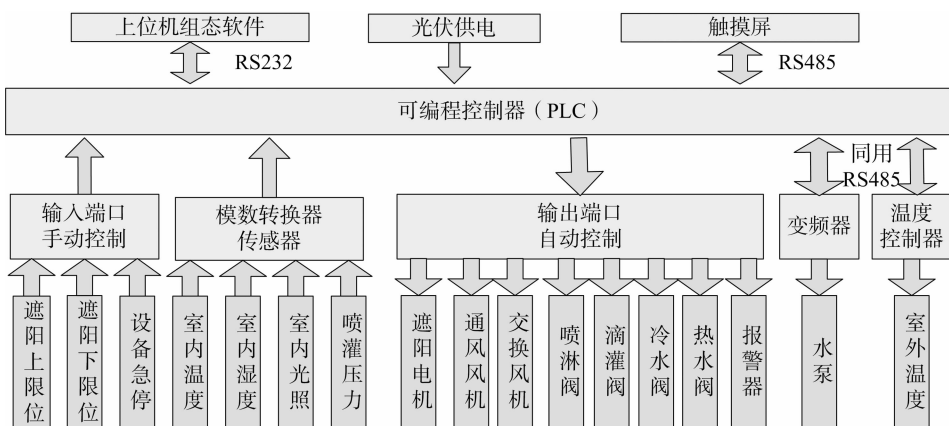 上位机组态软件
光伏供电
触摸屏
RS232
RS485
可编程控制器（PLC）
同用
RS485
输入端口
手动控制
模数转换器
传感器
输出端口
自动控制
变频器
温度
控制器
遮阳上限位
遮阳下限位
设备急停
室内温度
室内湿度
室内光照
喷灌压力
遮阳电机
通风风机
交换风机
喷淋阀
滴灌阀
冷水阀
热水阀
报警器
水泵
室外温度